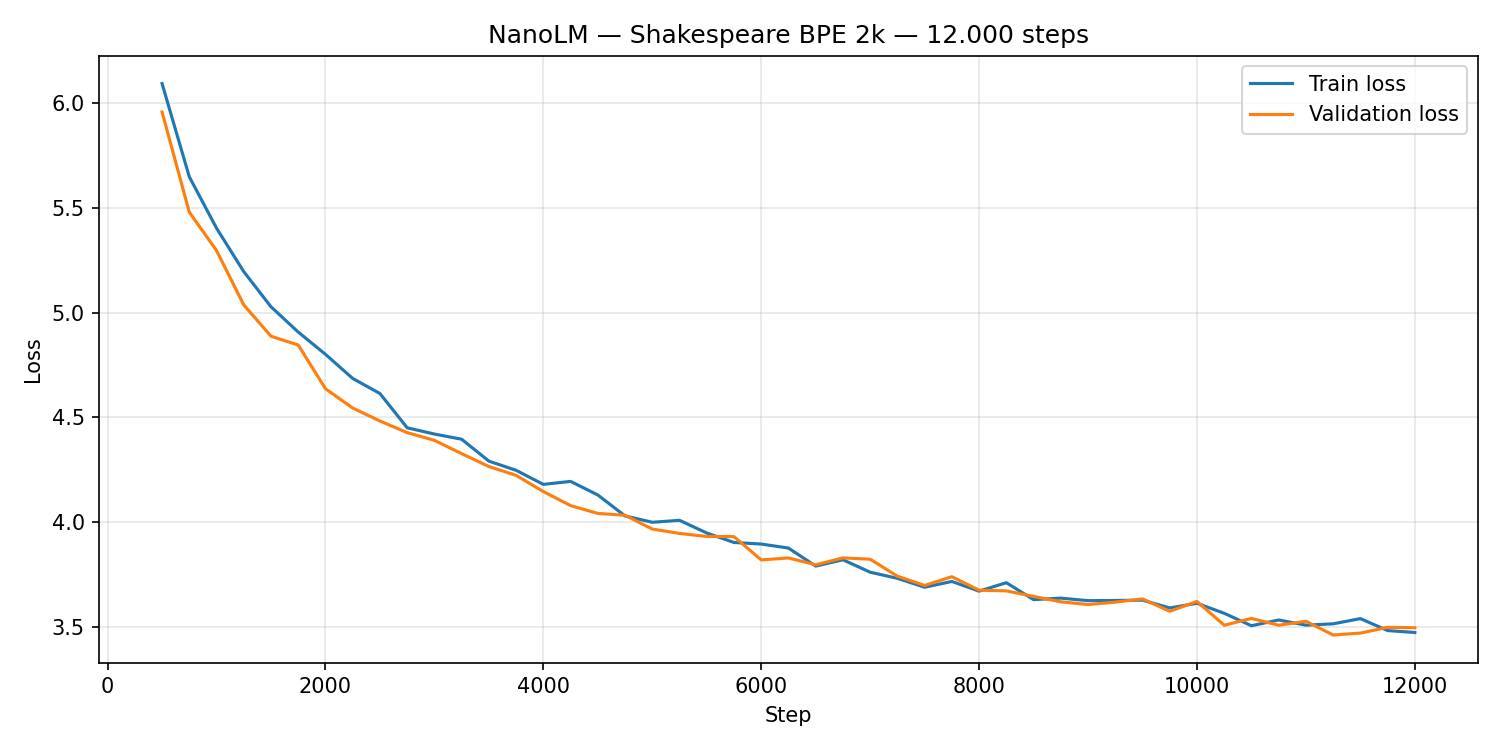 NanoLM — Shakespeare BPE 2k — 12.000 steps
Train loss
Validation loss
6.0
5.5
5.0
4.5
4.0
3.5
Loss
0 2000 4000 6000 8000 10000 12000
Step